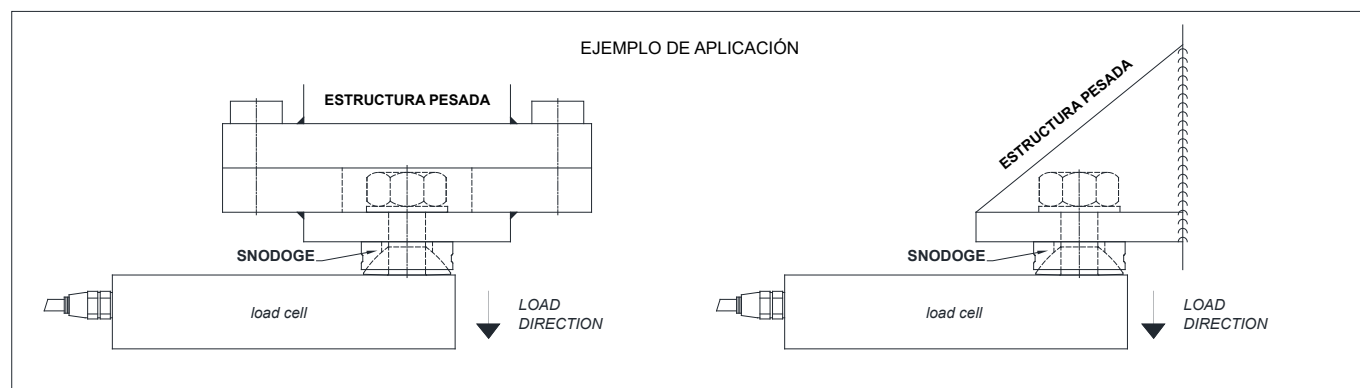 EJEMPLO DE APLICACIÓN
ESTRUCTURA PESADA
SNODOGE
load cell
LOAD
DIRECTION
ESTRUCTURA PESADA
SNODOGE
load cell
LOAD
DIRECTION